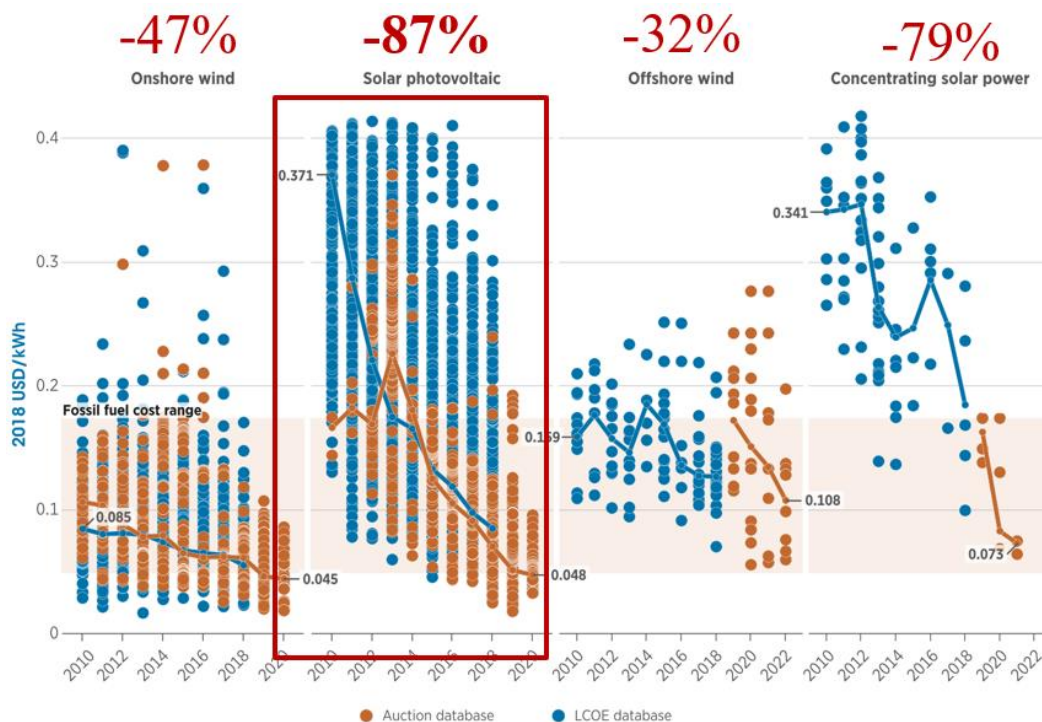 -47% -87% -32% -79%
Onshore wind Solar photovoltaic Offshore wind Concentrating solar power
2018 USD/kWh
0.4
0.3
0.2
0.1
0
Fossil fuel cost range
0.085
0.045
0.371
0.048
0.159
0.108
0.341
0.073
2010 2012 2014 2016 2018 2020 2010 2012 2014 2016 2018 2020 2010 2012 2014 2016 2018 2020 2022 2010 2012 2014 2016 2018 2020 2022
Auction database LCOE database